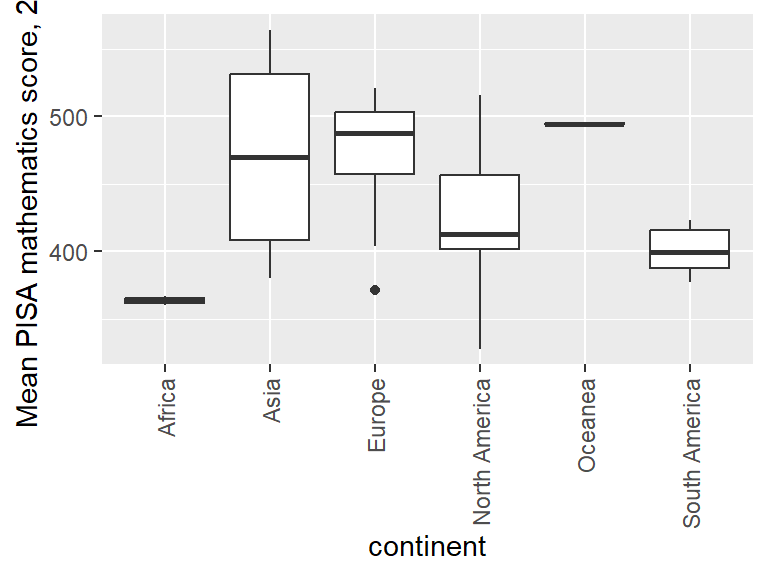 Mean PISA mathematics score, 2
500
400
Africa
Asia
Europe
North America
Oceanea
South America
continent